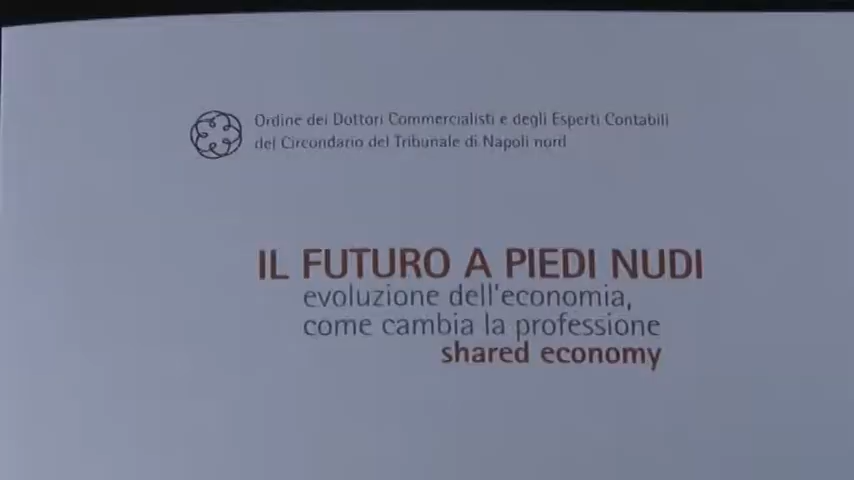 Ordine dei Dottori Commercialisti e degli Esperti Contabili
del Circondario del Tribunale di Napoli nord
IL FUTURO A PIEDI NUDI
evoluzione dell'economia,
come cambia la professione
shared economy